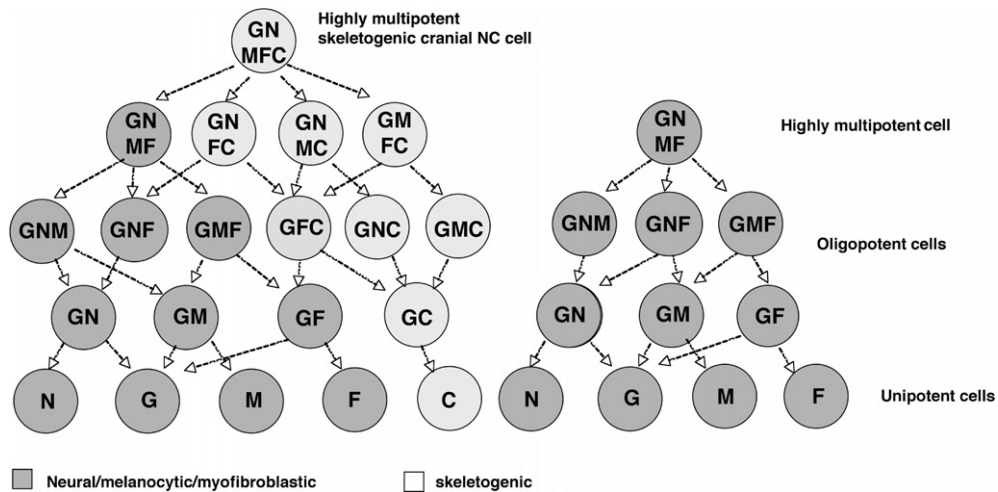 GN
MFC
Highly multipotent
skeletogenic cranial NC cell
GN
MF
GN
FC
GN
MC
GM
FC
GN
MF
Highly multipotent cell
GNM
GNF
GMF
GFC
GNC
GMC
GNM
GNF
GMF
Oligopotent cells
GN
GM
GF
GC
GN
GM
GF
N
G
M
F
C
N
G
M
F
Unipotent cells
Neural/melanocytic/myofibroblastic
skeletogenic